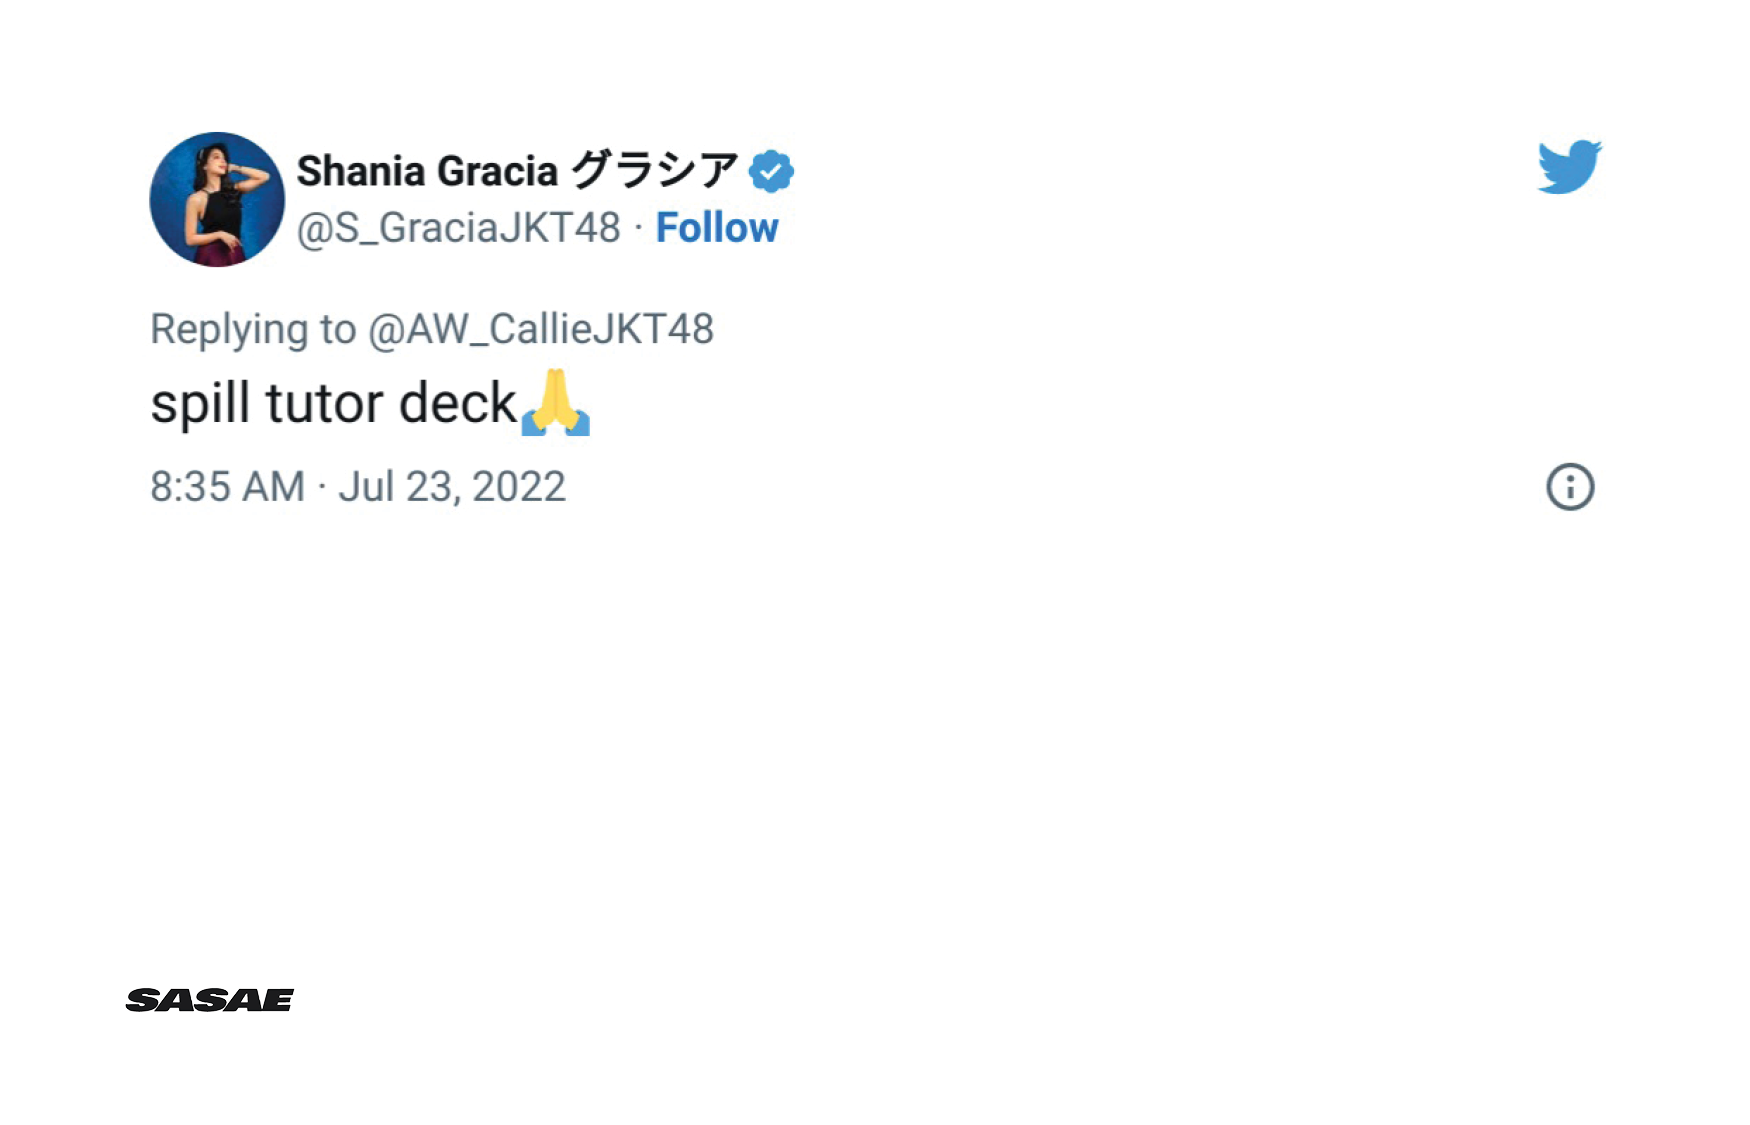 Shania Gracia グラシア
@S_GraciaJKT48 · Follow
Replying to @AW_CallieJKT48
spill tutor deck🙏
8:35 AM · Jul 23, 2022
SASAE